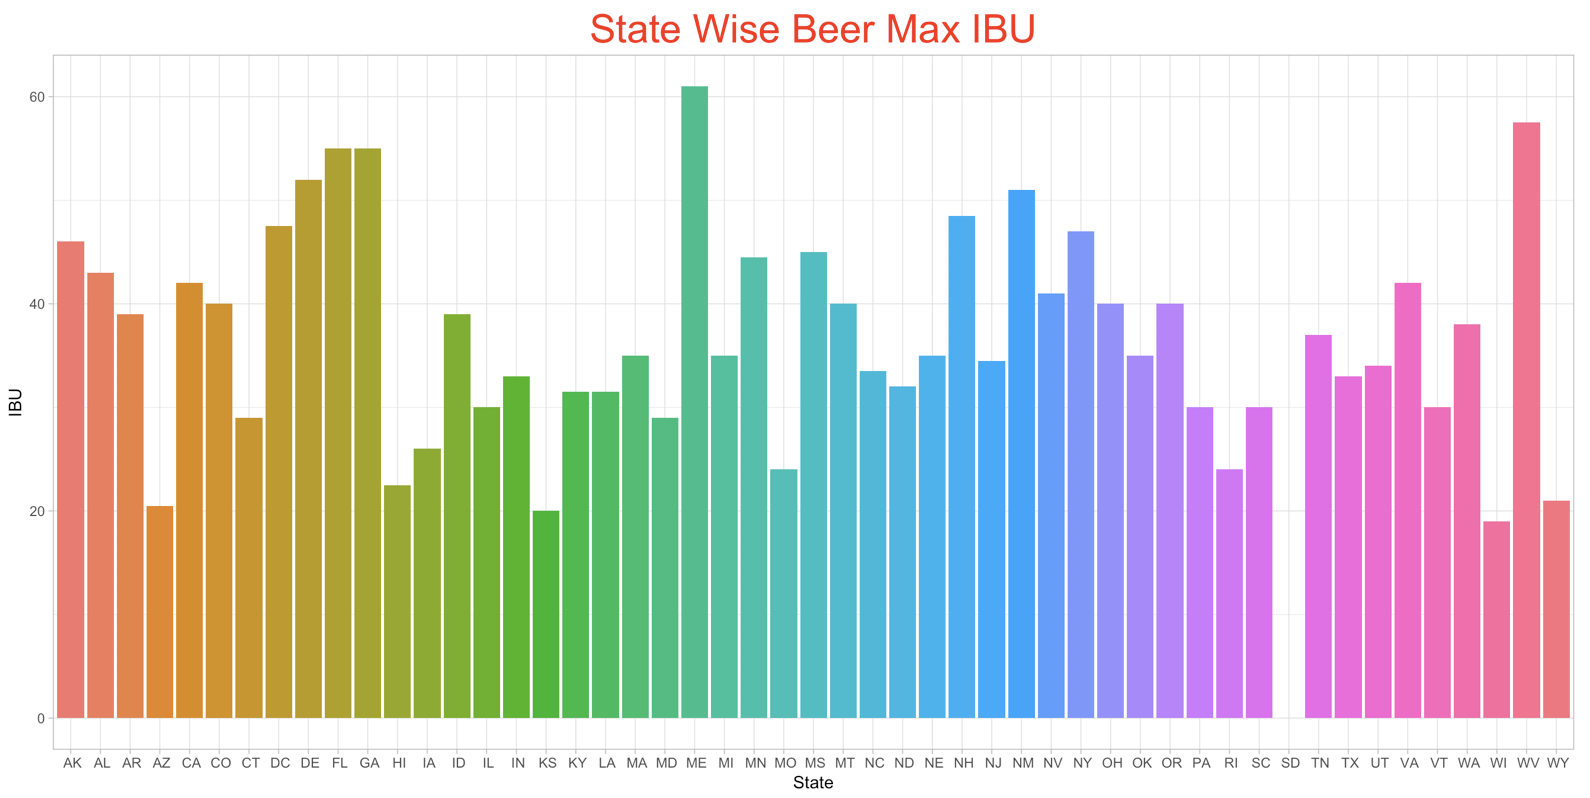 State Wise Beer Max IBU
60
40
20
0
IBU
AK AL AR AZ CA CO CT DC DE FL GA HI IA ID IL IN KS KY LA MA MD ME MI MN MO MS MT NC ND NE NH NJ NM NV NY OH OK OR PA RI SC SD TN TX UT VA VT WA WI WV WY
State